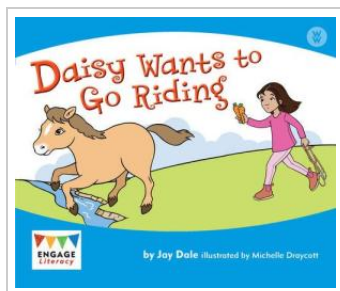 Daisy Wants to
Go Riding
W
ENGAGE
Literacy
by Jay Dale illustrated by Michelle Draycott